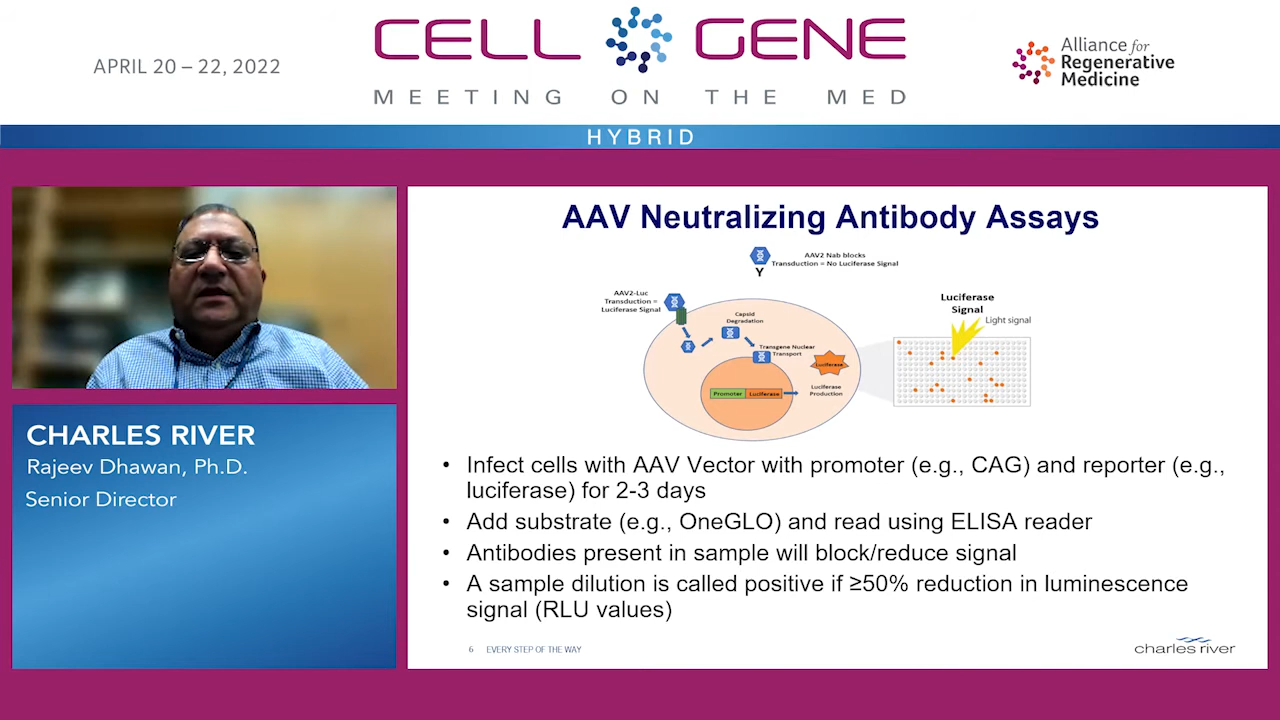 APRIL 20 – 22, 2022
CELL GENE
MEETING ON THE MED
Alliance for
Regenerative
Medicine
HYBRID
CHARLES RIVER
Rajeev Dhawan, Ph.D.
Senior Director
AAV Neutralizing Antibody Assays
AAV2 Nab blocks
Transduction = No Luciferase Signal
Y
AAV2-Luc
Transduction =
Luciferase Signal
Capsid
Degradation
Transgene Nuclear
Transport
Luciferase
Promoter Luciferase
Luciferase
Production
Luciferase
Signal
Light signal
• Infect cells with AAV Vector with promoter (e.g., CAG) and reporter (e.g.,
luciferase) for 2-3 days
• Add substrate (e.g., OneGLO) and read using ELISA reader
• Antibodies present in sample will block/reduce signal
• A sample dilution is called positive if ≥50% reduction in luminescence
signal (RLU values)
6 EVERY STEP OF THE WAY
charles river